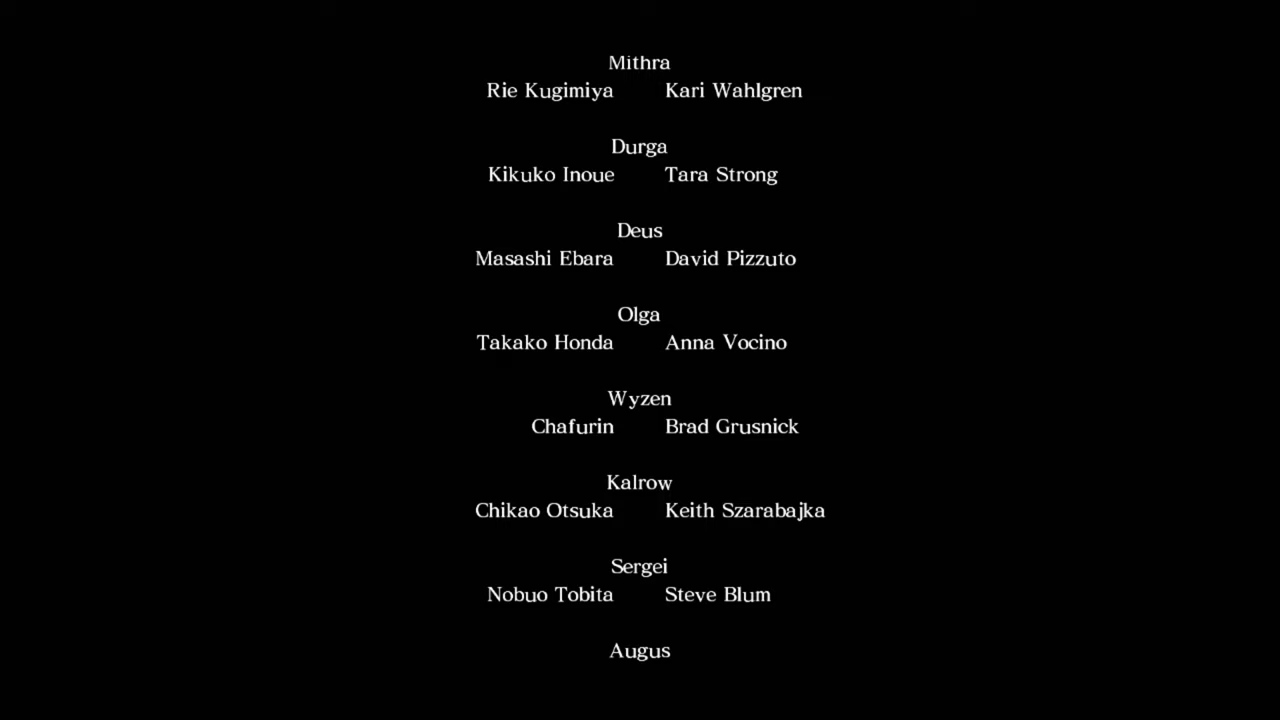 Mithra
Rie Kugimiya Kari Wahlgren
Durga
Kikuko Inoue Tara Strong
Deus
Masashi Ebara David Pizzuto
Olga
Takako Honda Anna Vocino
Wyzen
Chafurin Brad Grusnick
Kalrow
Chikao Otsuka Keith Szarabajka
Sergei
Nobuo Tobita Steve Blum
Augus